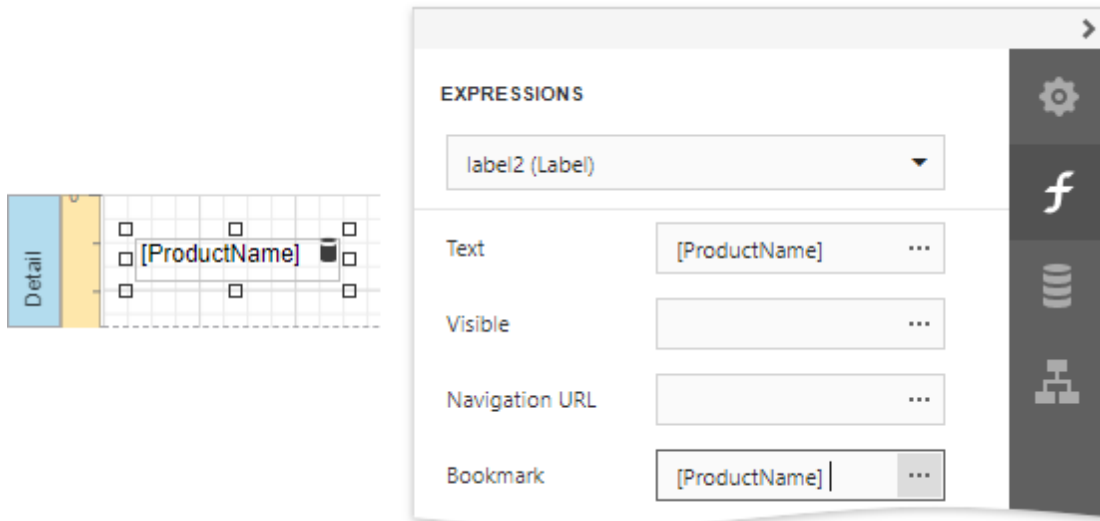 EXPRESSIONS
label2 (Label)
Detail
[ProductName]
Text [ProductName] ...
Visible ...
Navigation URL ...
Bookmark [ProductName] ...